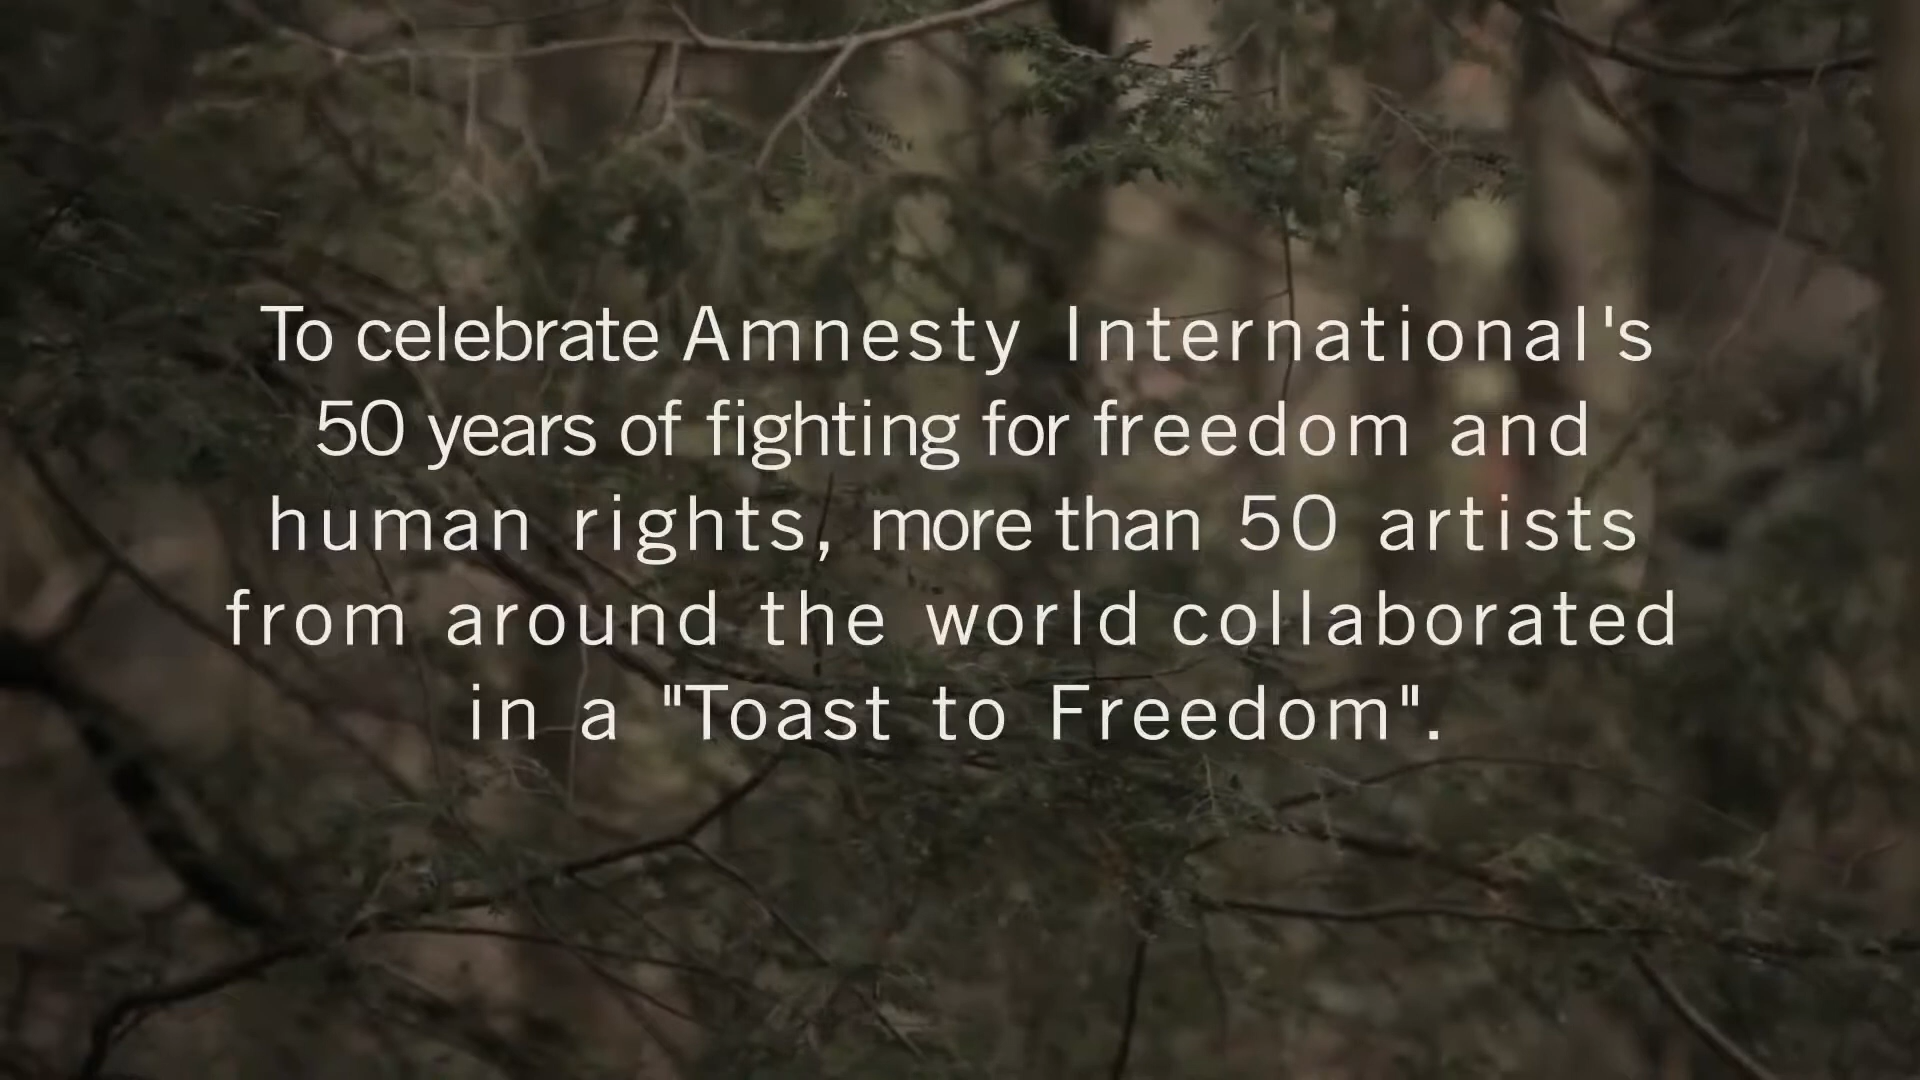 To celebrate Amnesty International's
50 years of fighting for freedom and
human rights, more than 50 artists
from around the world collaborated
in a "Toast to Freedom".